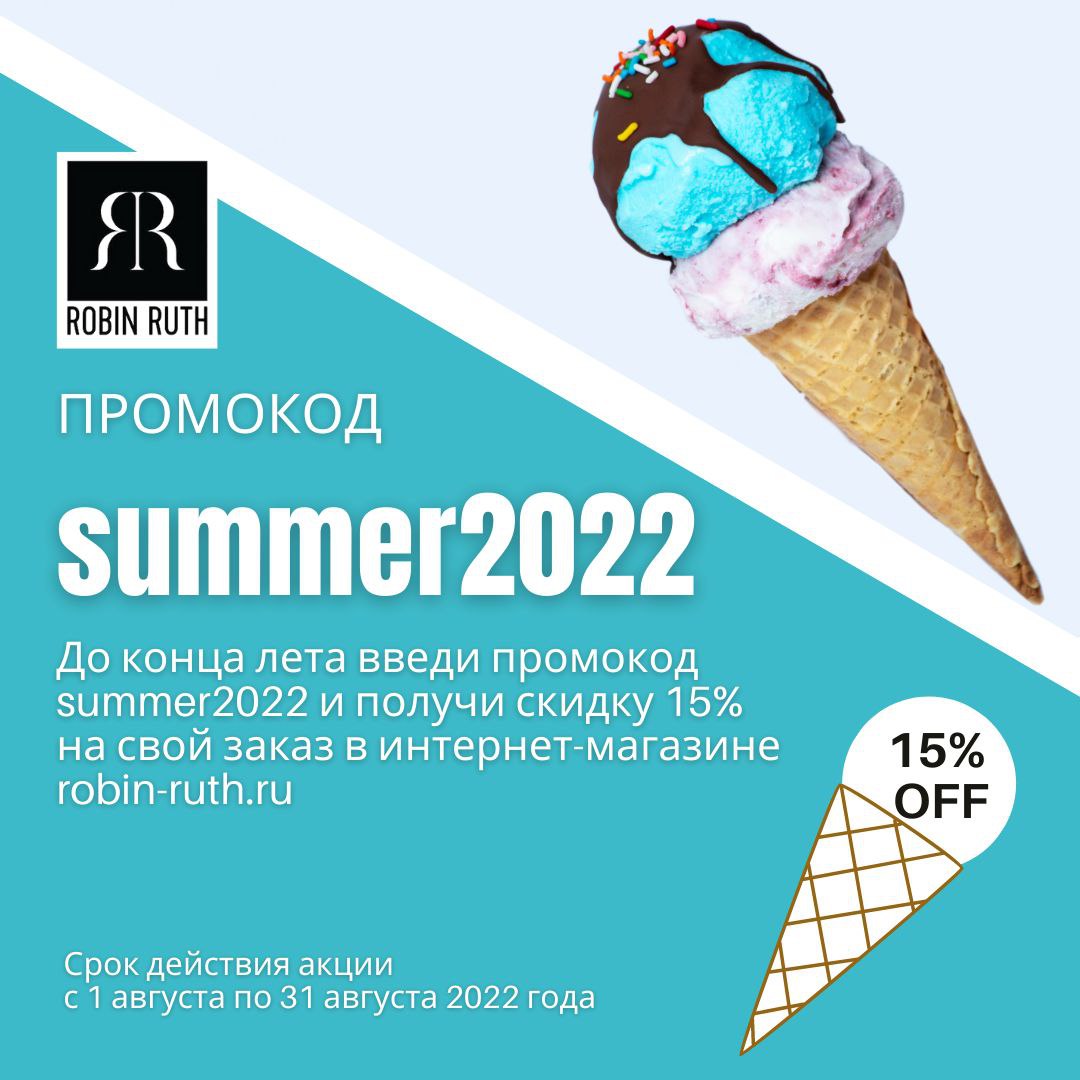 ROBIN RUTH
ПРОМОКОД
summer2022
До конца лета введи промокод
summer2022 и получи скидку 15%
на свой заказ в интернет-магазине
robin-ruth.ru
15%
OFF
Срок действия акции
с 1 августа по 31 августа 2022 года